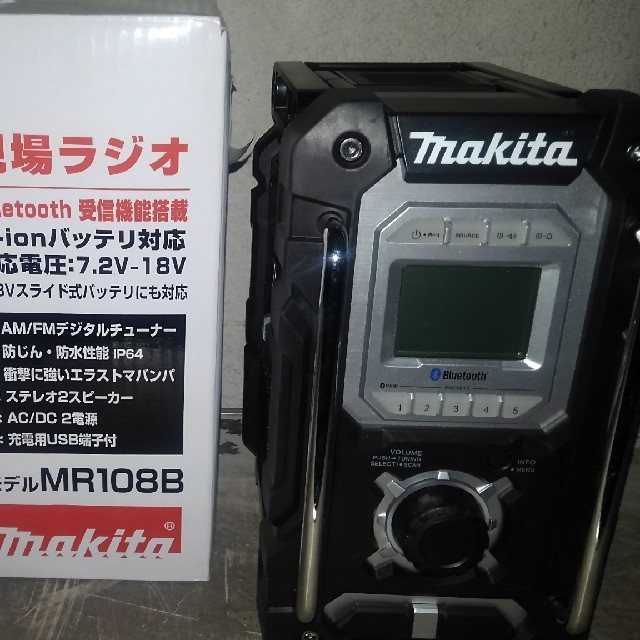 場ラジオ
etooth 受信機能搭載
-ionバッテリ対応
応電圧:7.2V-18V
8Vスライド式バッテリにも対応
AM/FMデジタルチューナー
防じん・防水性能 IP64
衝撃に強いエラストマバンパ
ステレオ2スピーカー
AC/DC 2電源
充電用USB端子付
モデルMR108B
makita
makita
SOURCE
Bluetooth
PAIR
1 2 3 4 5
VOLUME
PUSH→TUNING
SELECT/●SCAN
INFO
●MENU